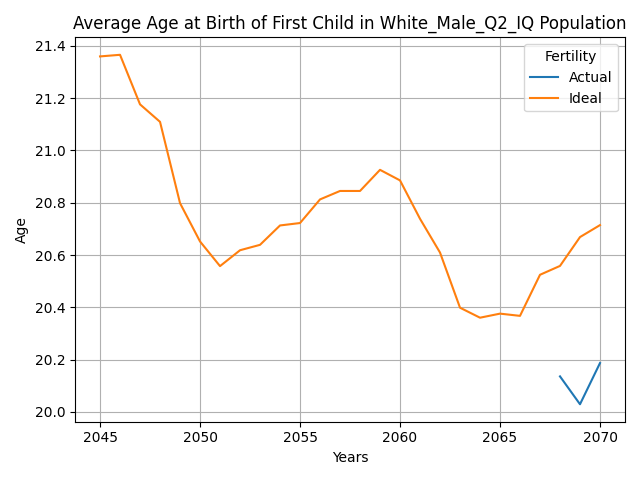 Average Age at Birth of First Child in White_Male_Q2_IQ Population
Fertility
Actual
Ideal
Age
21.4
21.2
21.0
20.8
20.6
20.4
20.2
20.0
2045 2050 2055 2060 2065 2070
Years